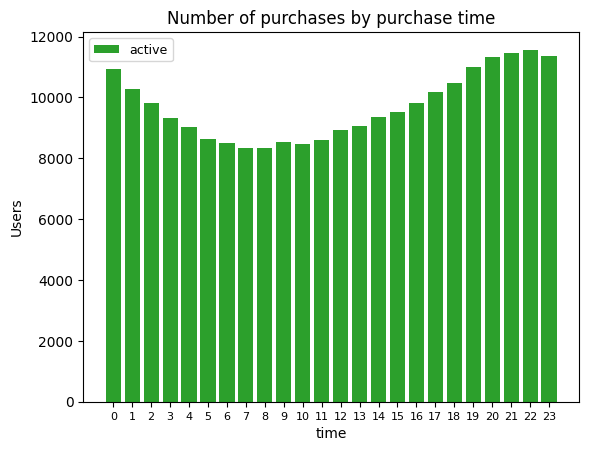 Number of purchases by purchase time
active
12000
10000
8000
6000
4000
2000
0
Users
0 1 2 3 4 5 6 7 8 9 10 11 12 13 14 15 16 17 18 19 20 21 22 23
time